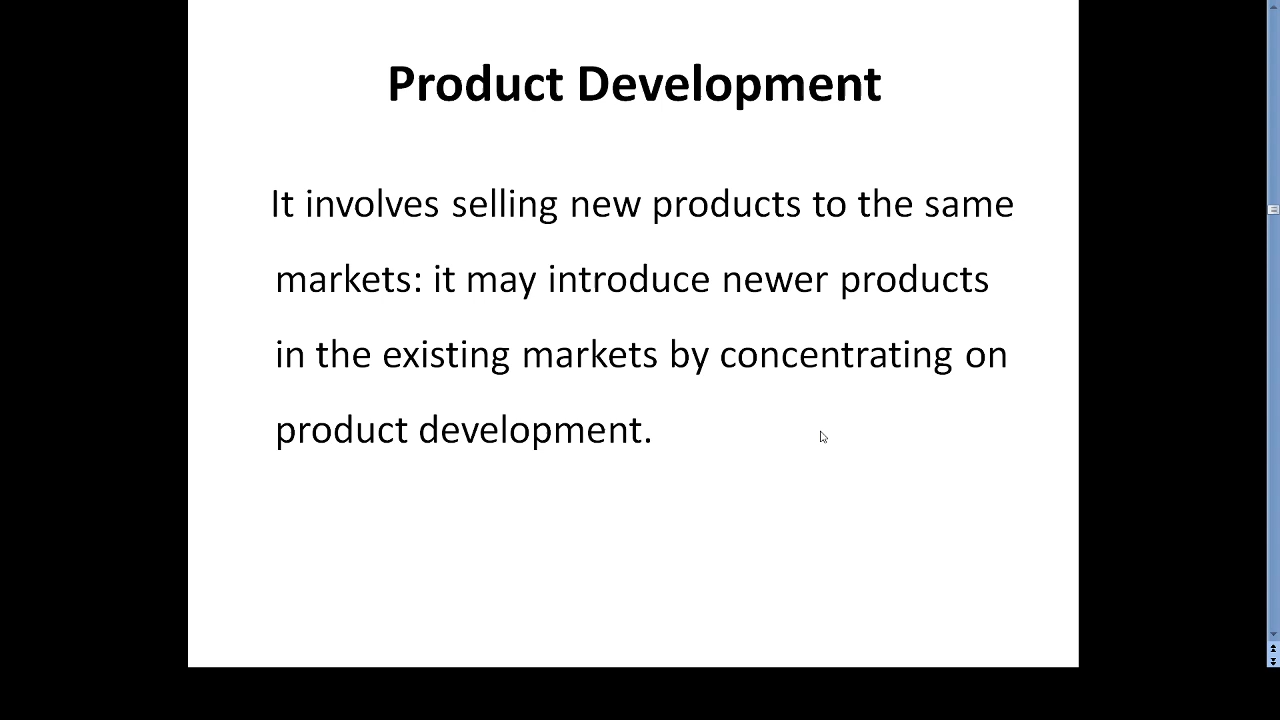 Product Development
It involves selling new products to the same
markets: it may introduce newer products
in the existing markets by concentrating on
product development.